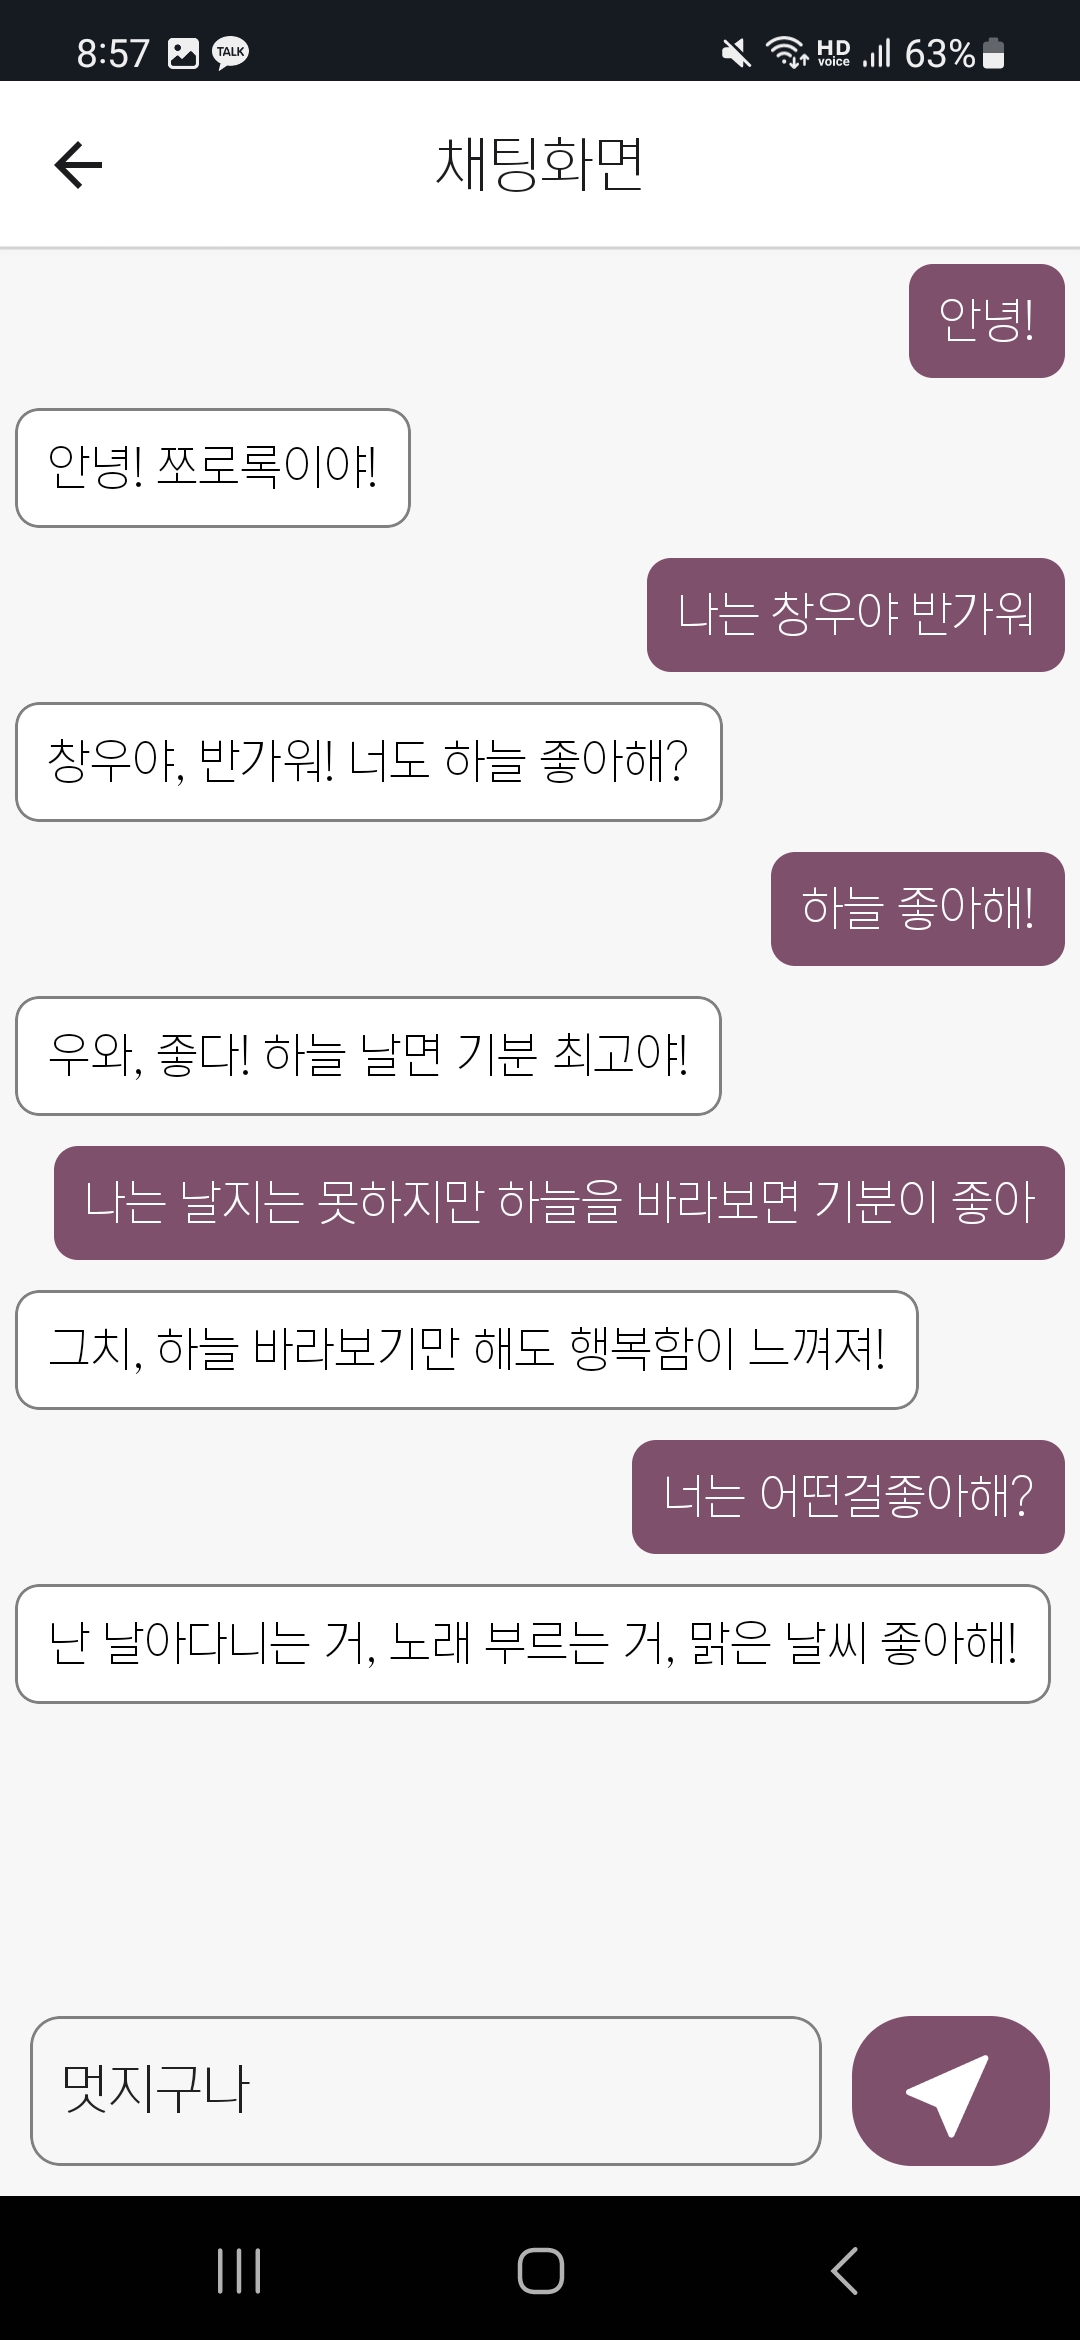 8:57 TALK HD voice 63%
채팅화면
안녕!
안녕! 쪼로록이야!
나는 창우야 반가워
창우야, 반가워! 너도 하늘 좋아해?
하늘 좋아해!
우와, 좋다! 하늘 날면 기분 최고야!
나는 날지는 못하지만 하늘을 바라보면 기분이 좋아
그치, 하늘 바라보기만 해도 행복함이 느껴져!
너는 어떤걸좋아해?
난 날아다니는 거, 노래 부르는 거, 맑은 날씨 좋아해!
멋지구나